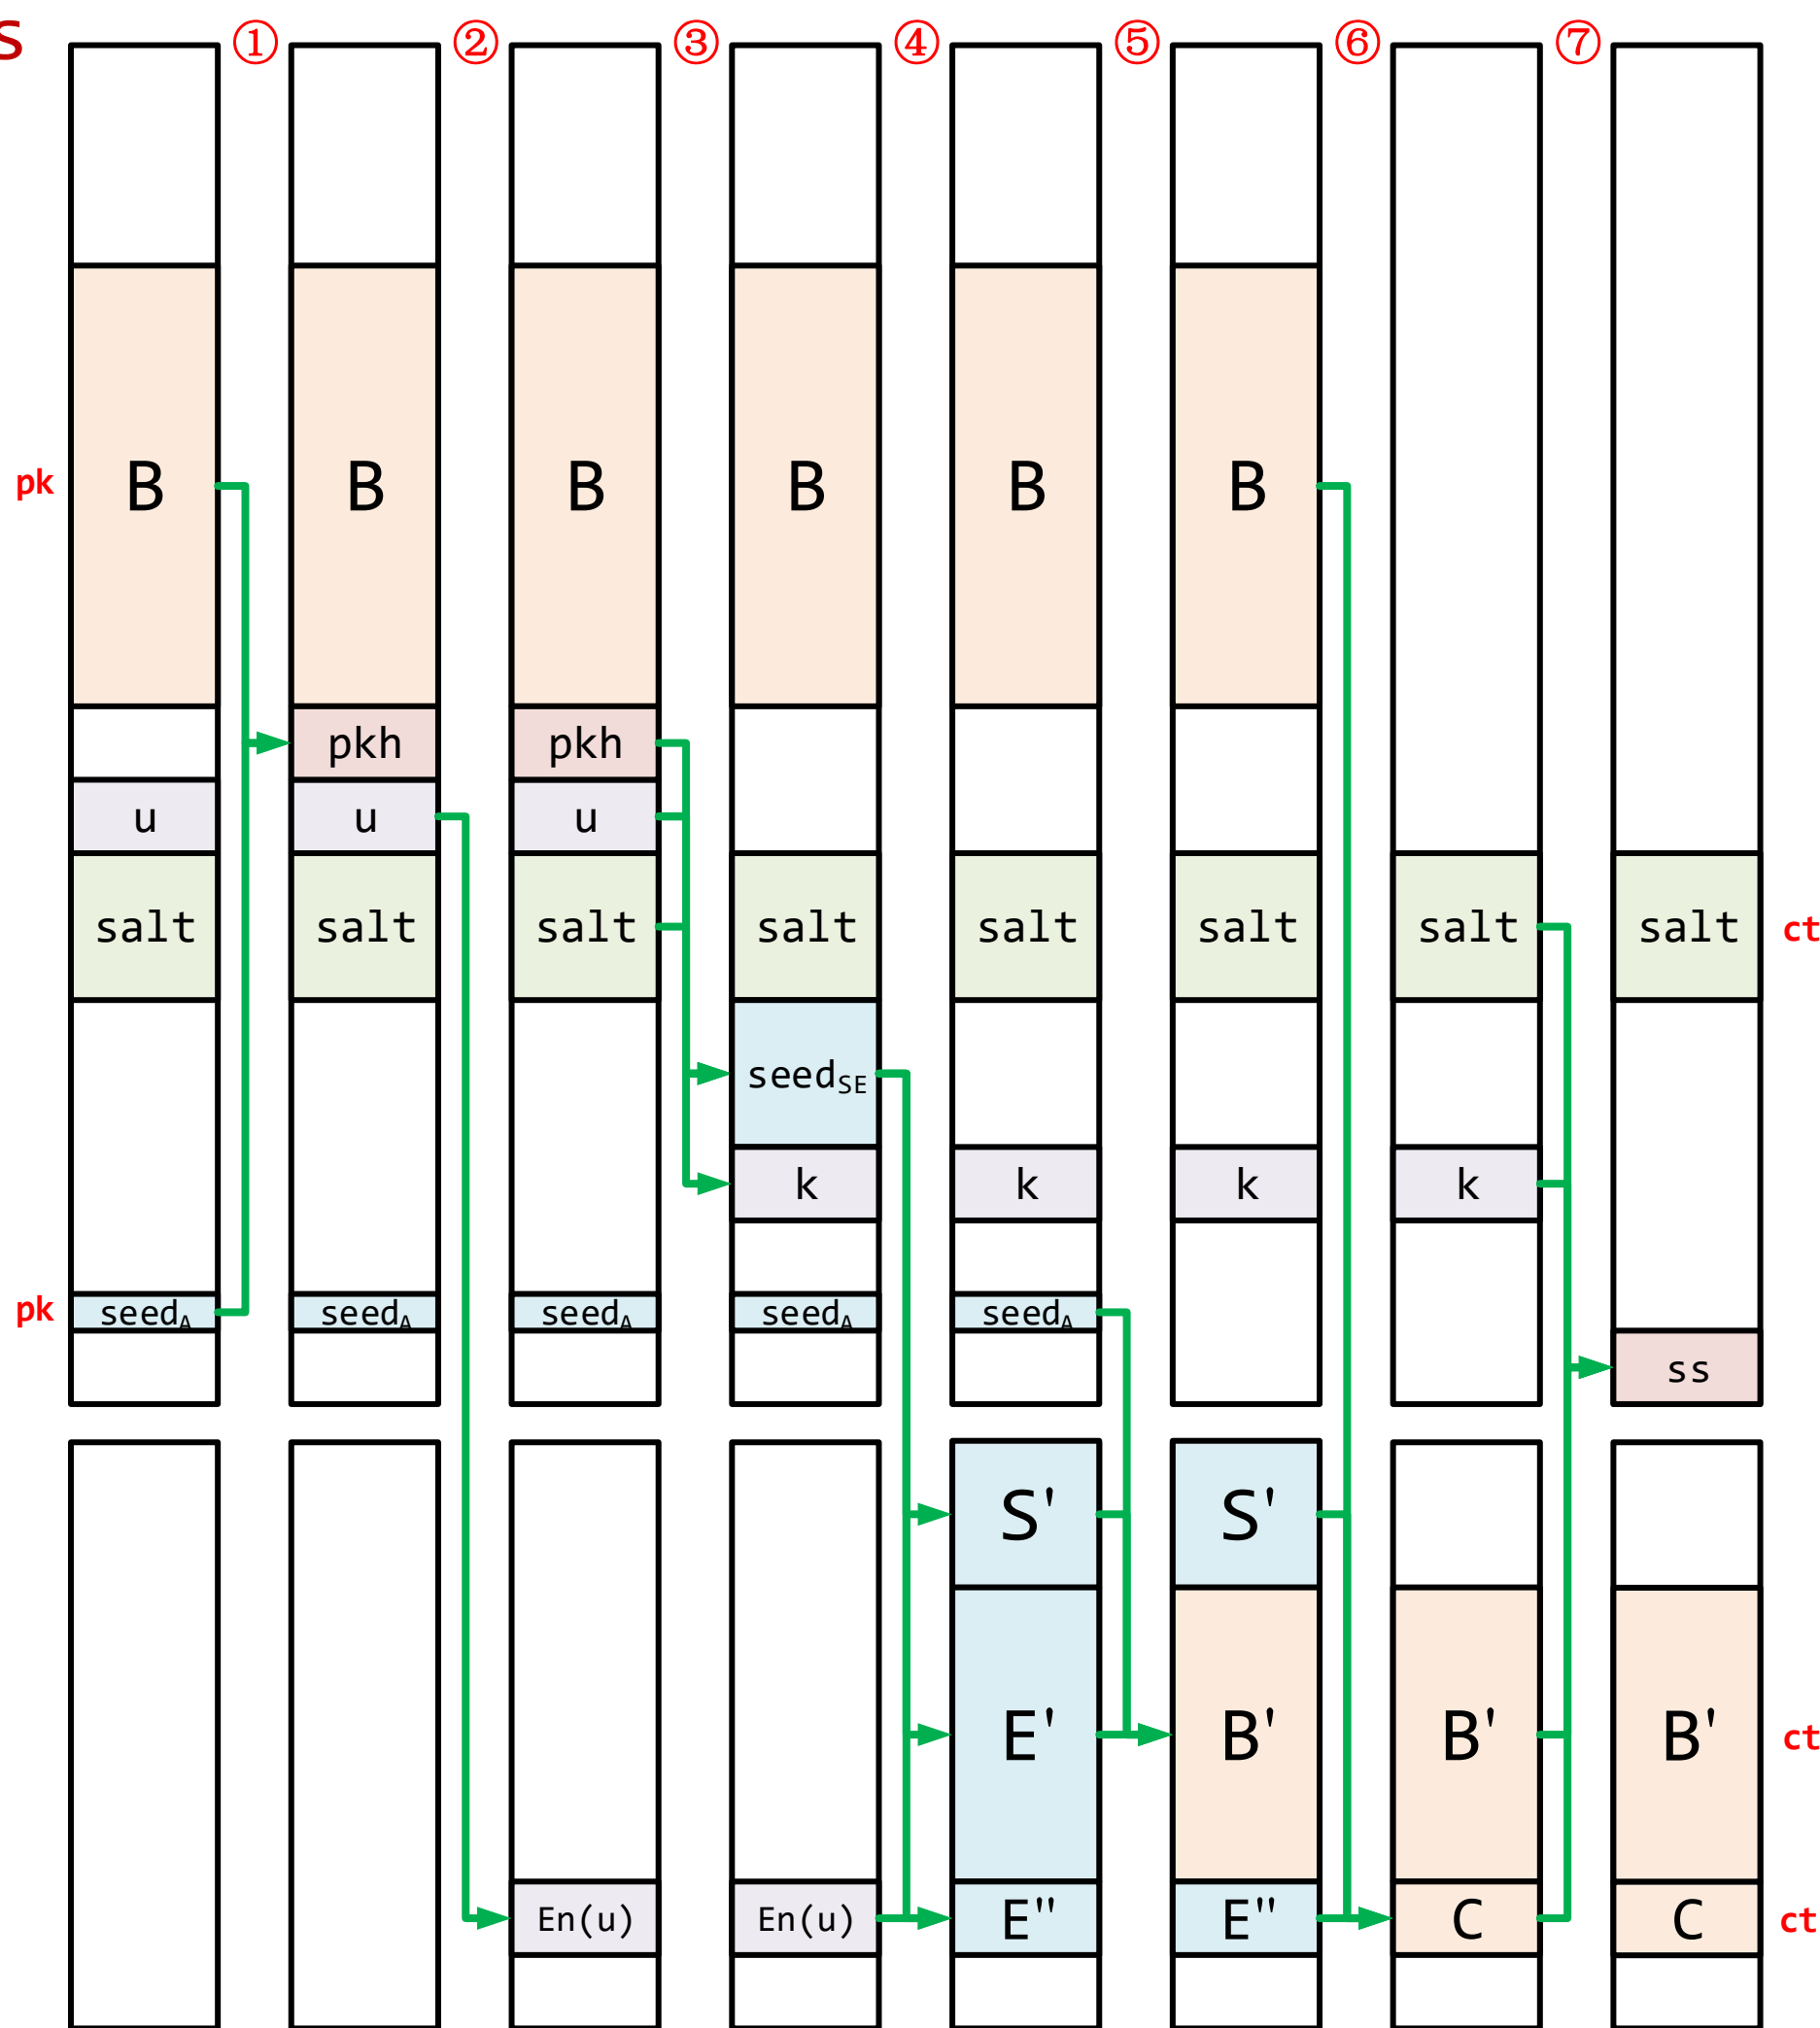 S ① ② ③ ④ ⑤ ⑥ ⑦
pk B B B B B B
pkh pkh
u u u
salt salt salt salt salt salt salt salt ct
seedSE
k k k k
pk seedA seedA seedA seedA seedA
ss
S' S'
E' B' B' B' ct
En(u) En(u) E'' E'' C C ct